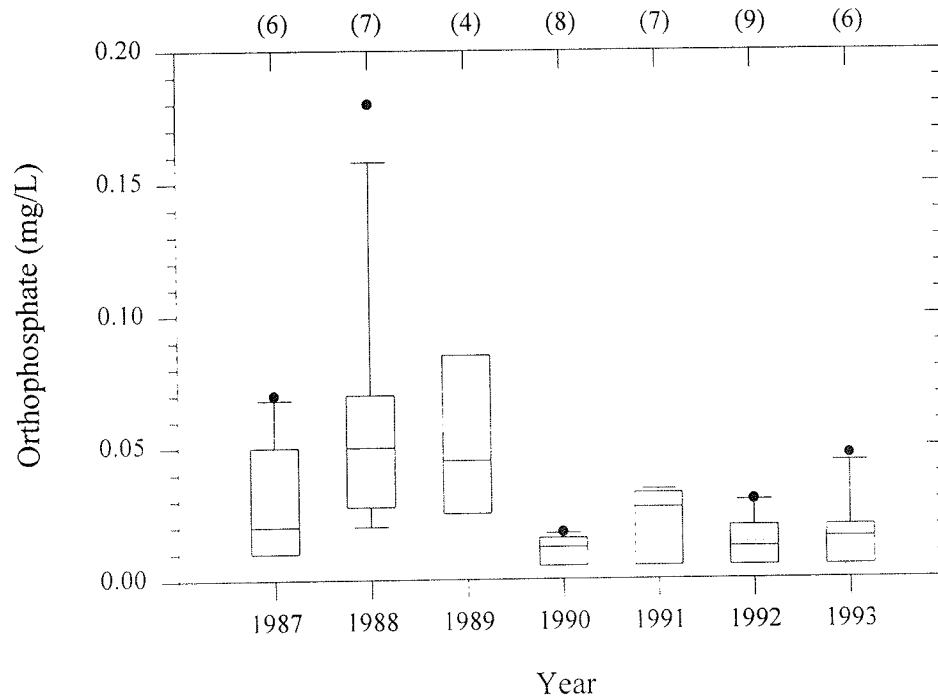 (6) (7) (4) (8) (7) (9) (6)
0.20
0.15
0.10
0.05
0.00
Orthophosphate (mg/L)
1987 1988 1989 1990 1991 1992 1993
Year